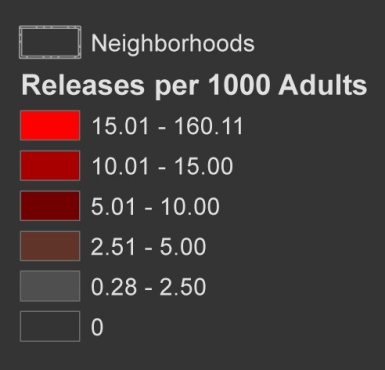 Neighborhoods
Releases per 1000 Adults
15.01 - 160.11
10.01 - 15.00
5.01 - 10.00
2.51 - 5.00
0.28 - 2.50
0